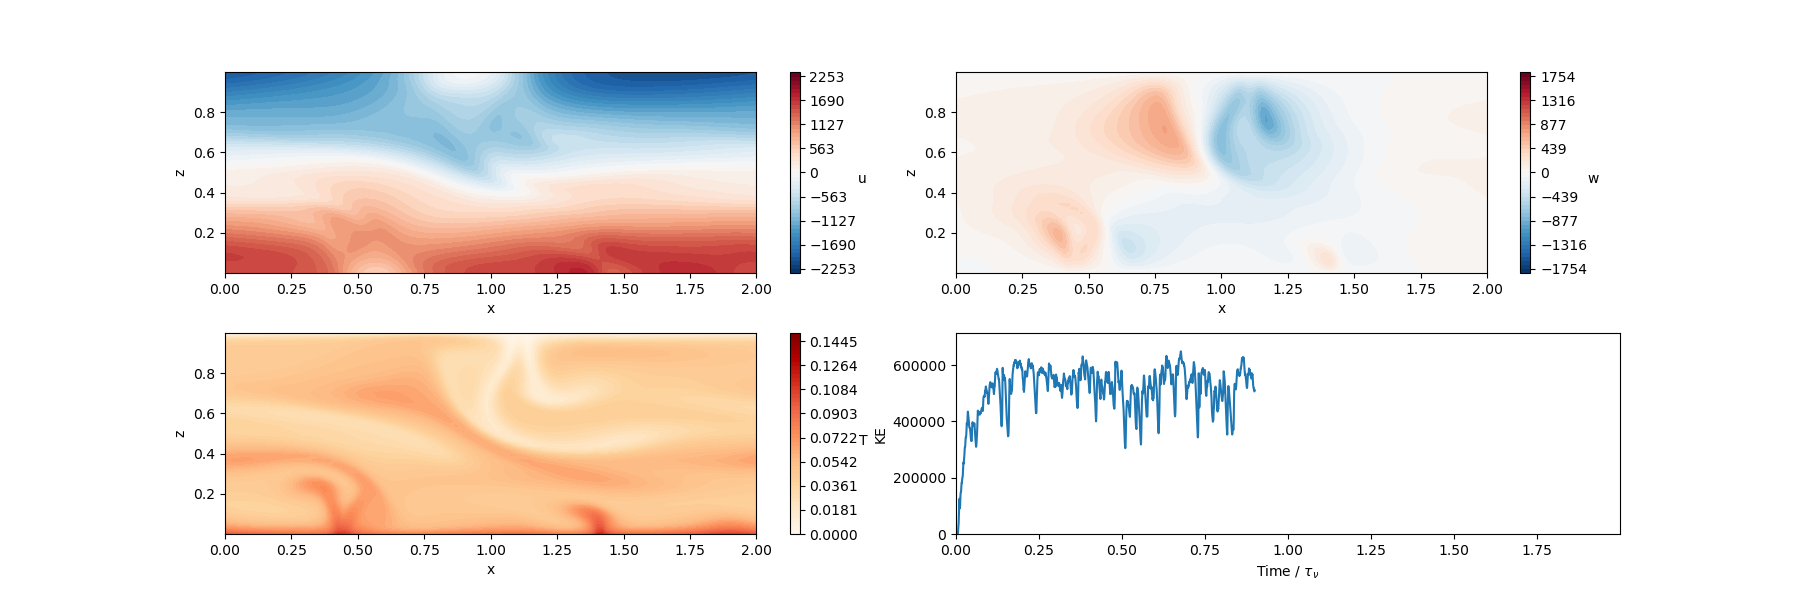 0.8
0.6
0.4
0.2
z
0.00 0.25 0.50 0.75 1.00 1.25 1.50 1.75 2.00
x
2253
1690
1127
563
0
−563
−1127
−1690
−2253
u
0.8
0.6
0.4
0.2
z
0.00 0.25 0.50 0.75 1.00 1.25 1.50 1.75 2.00
x
1754
1316
877
439
0
−439
−877
−1316
−1754
w
0.8
0.6
0.4
0.2
z
0.00 0.25 0.50 0.75 1.00 1.25 1.50 1.75 2.00
x
0.1445
0.1264
0.1084
0.0903
0.0722
0.0542
0.0361
0.0181
0.0000
T
600000
400000
200000
0
KE
0.00 0.25 0.50 0.75 1.00 1.25 1.50 1.75
Time / τν